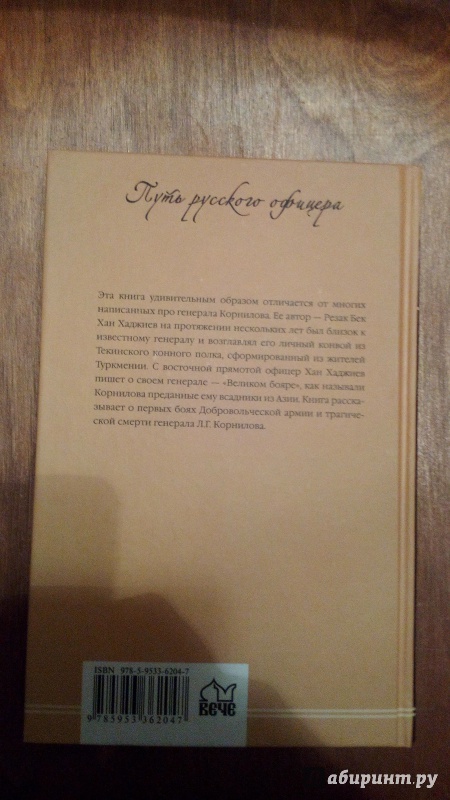 Путь русского офицера
Эта книга удивительным образом отличается от многих
написанных про генерала Корнилова. Ее автор — Резак Бек
Хан Хаджиев на протяжении нескольких лет был близок к
известному генералу и возглавлял его личный конвой из
Текинского конного полка, сформированный из жителей
Туркмении. С восточной прямотой офицер Хан Хаджиев
пишет о своем генерале — «Великом бояре», как называли
Корнилова преданные ему всадники из Азии. Книга расска-
зывает о первых боях Добровольческой армии и трагиче-
ской смерти генерала Л.Г. Корнилова.
ISBN 978-5-9533-6204-7
9 785953 362047
ВЕЧЕ
абиринт.ру